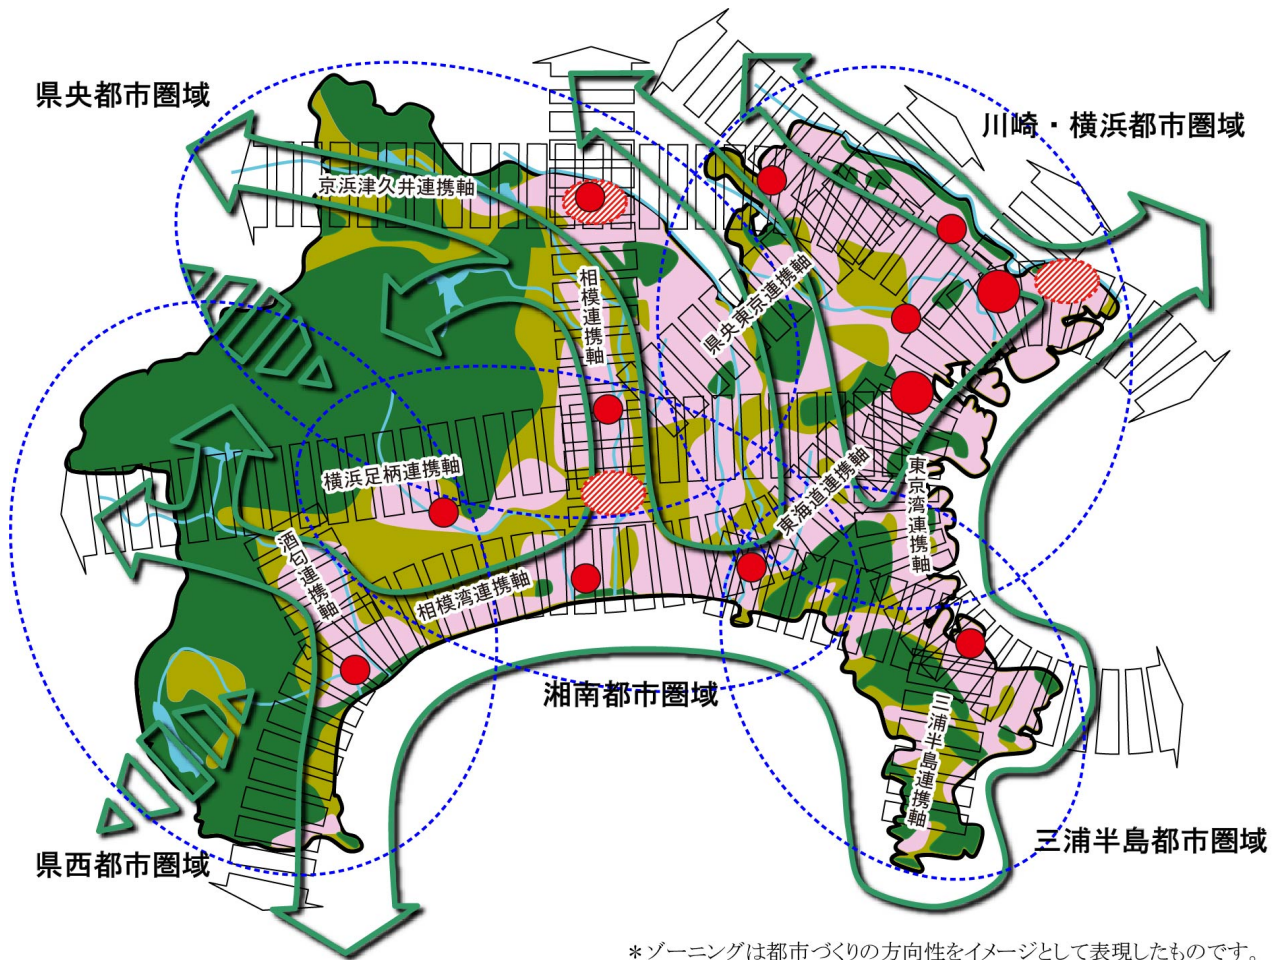 県央都市圏域
川崎・横浜都市圏域
京浜津久井連携軸
相模連携軸
県央東京連携軸
横浜足柄連携軸
東海道連携軸
東京湾連携軸
酒匂連携軸
相模湾連携軸
湘南都市圏域
三浦半島連携軸
三浦半島都市圏域
県西都市圏域
＊ゾーニングは都市づくりの方向性をイメージとして表現したものです。